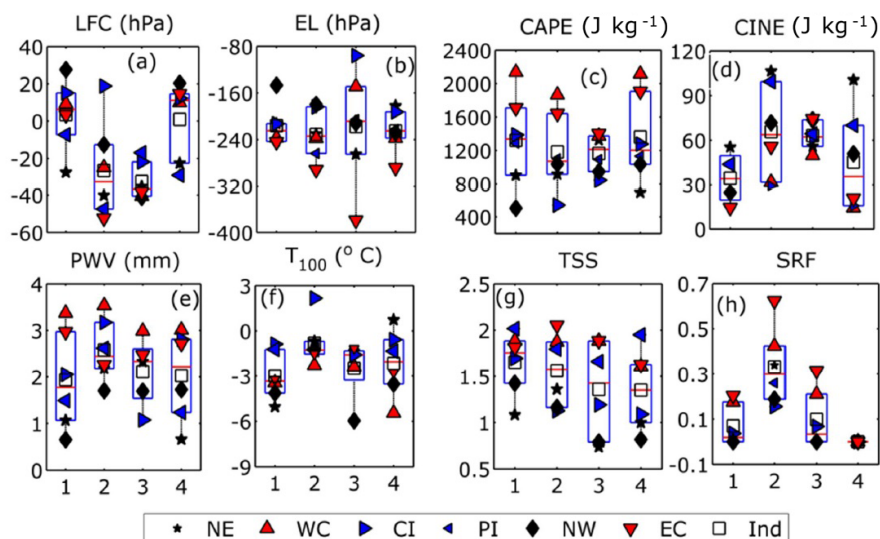 LFC (hPa) EL (hPa) CAPE (J kg⁻¹) CINE (J kg⁻¹)
40 -80 2400 120
20 -160 2000 90
0 -240 1600 60
-20 -320 1200 30
-40 -400 800 0
-60 400
(a) (b) (c) (d)
PWV (mm) T₁₀₀ (° C) TSS SRF
4 0 2 0.7
3 -3 1.5 0.5
2 -6 1 0.3
1 -9 0.5 0.1
0 -0.1
(e) (f) (g) (h)
1 2 3 4 1 2 3 4 1 2 3 4 1 2 3 4
NE WC CI PI NW EC Ind